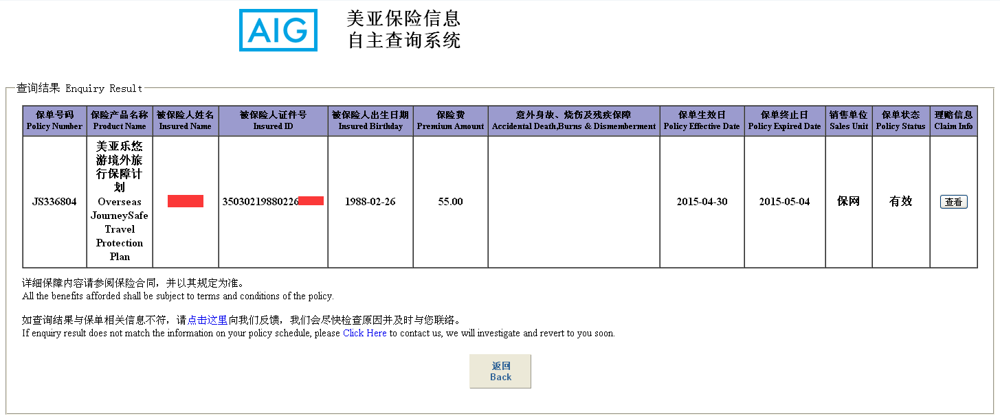 AIG
美亚保险信息
自主查询系统
查询结果 Enquiry Result
保单号码
Policy Number
保险产品名称
Product Name
被保险人姓名
Insured Name
被保险人证件号
Insured ID
被保险人出生日期
Insured Birthday
保险费
Premium Amount
意外身故、烧伤及残疾保障
Accidental Death,Burns & Dismemberment
保单生效日
Policy Effective Date
保单终止日
Policy Expired Date
销售单位
Sales Unit
保单状态
Policy Status
理赔信息
Claim Info
JS336804
美亚乐悠
游境外旅
行保障计
划
Overseas
JourneySafe
Travel
Protection
Plan
35030219880226
1988-02-26
55.00
2015-04-30
2015-05-04
保网
有效
查看
详细保障内容请参阅保险合同，并以其规定为准。
All the benefits afforded shall be subject to terms and conditions of the policy.
如查询结果与保单相关信息不符，请点击这里向我们反馈，我们会尽快检查原因并及时与您联络。
If enquiry result does not match the information on your policy schedule, please Click Here to contact us, we will investigate and revert to you soon.
返回
Back